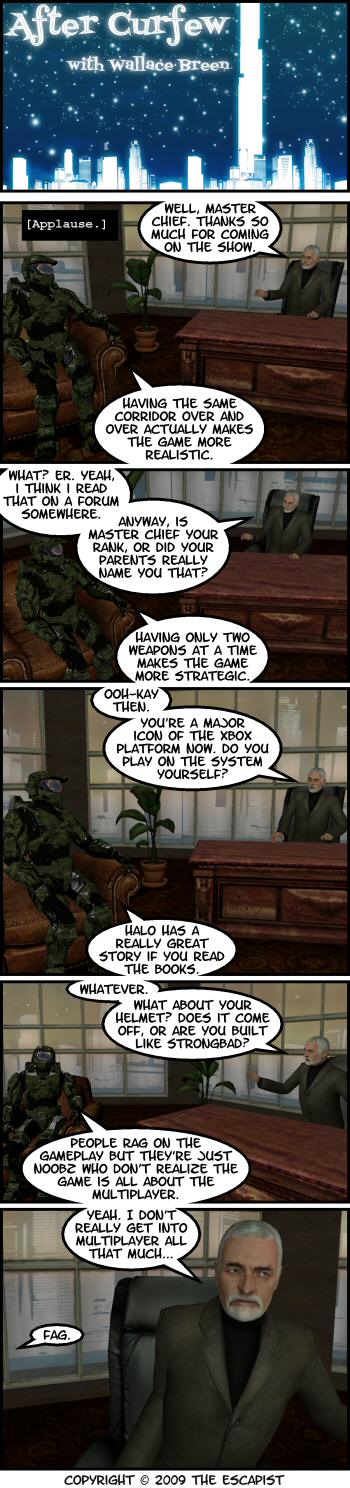 After Curfew
with Wallace Breen
[Applause.]
WELL, MASTER
CHIEF. THANKS SO
MUCH FOR COMING
ON THE SHOW.
HAVING THE SAME
CORRIDOR OVER AND
OVER ACTUALLY MAKES
THE GAME MORE
REALISTIC.
WHAT? ER. YEAH,
I THINK I READ
THAT ON A FORUM
SOMEWHERE.
ANYWAY, IS
MASTER CHIEF YOUR
RANK, OR DID YOUR
PARENTS REALLY
NAME YOU THAT?
HAVING ONLY TWO
WEAPONS AT A TIME
MAKES THE GAME
MORE STRATEGIC.
OOH-KAY
THEN.
YOU'RE A MAJOR
ICON OF THE XBOX
PLATFORM NOW. DO YOU
PLAY ON THE SYSTEM
YOURSELF?
HALO HAS A
REALLY GREAT
STORY IF YOU READ
THE BOOKS.
WHATEVER.
WHAT ABOUT YOUR
HELMET? DOES IT COME
OFF, OR ARE YOU BUILT
LIKE STRONGBAD?
PEOPLE RAG ON THE
GAMEPLAY BUT THEY'RE JUST
NOOBZ WHO DON'T REALIZE THE
GAME IS ALL ABOUT THE
MULTIPLAYER.
YEAH. I DON'T
REALLY GET INTO
MULTIPLAYER ALL
THAT MUCH...
FAG.
COPYRIGHT © 2009 THE ESCAPIST